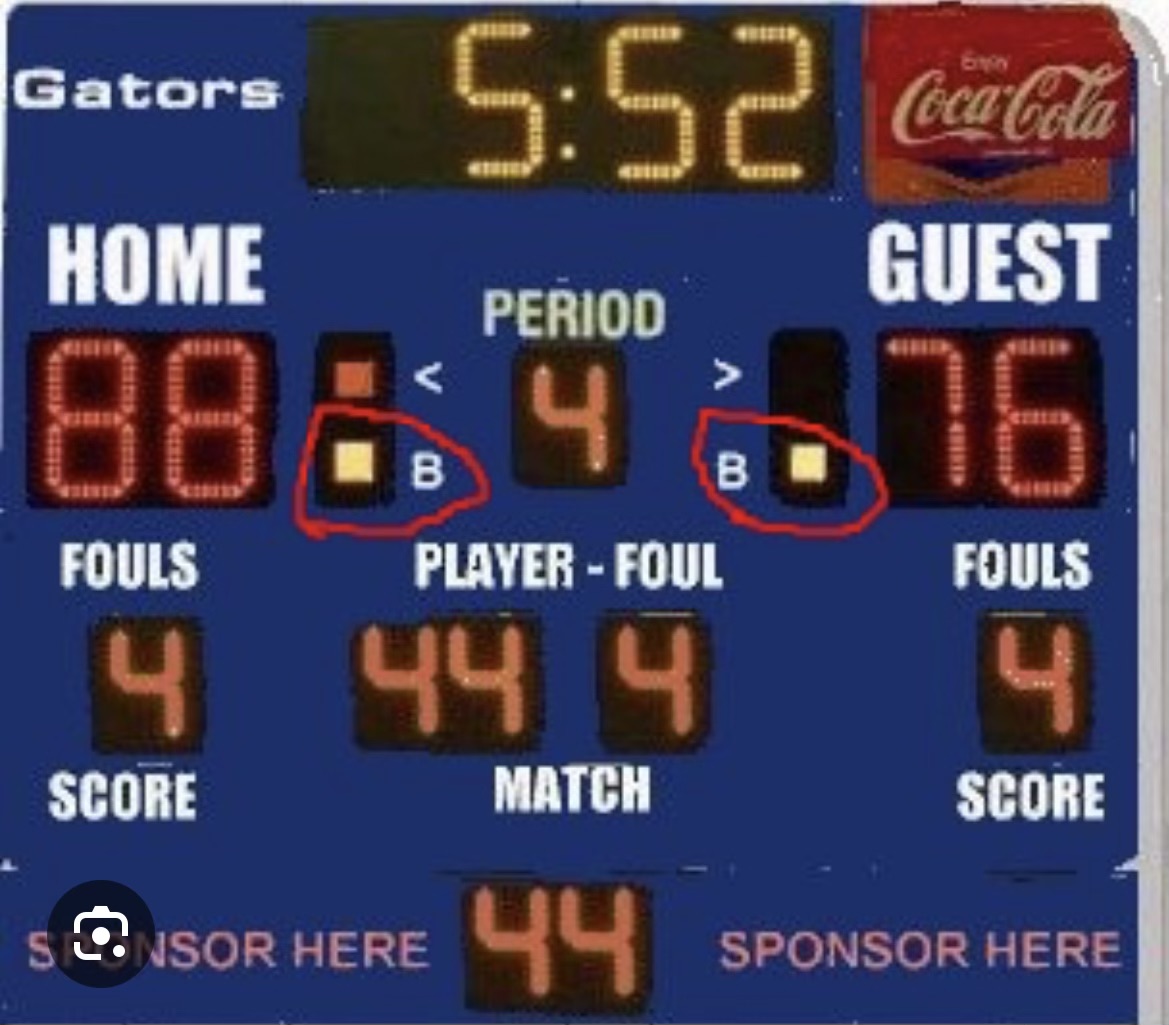 Gators 5:52 Enjoy
Coca-Cola
HOME GUEST
PERIOD
88 < 4 > 76
B B
FOULS PLAYER - FOUL FOULS
4 44 4 4
SCORE MATCH SCORE
SPONSOR HERE 44 SPONSOR HERE